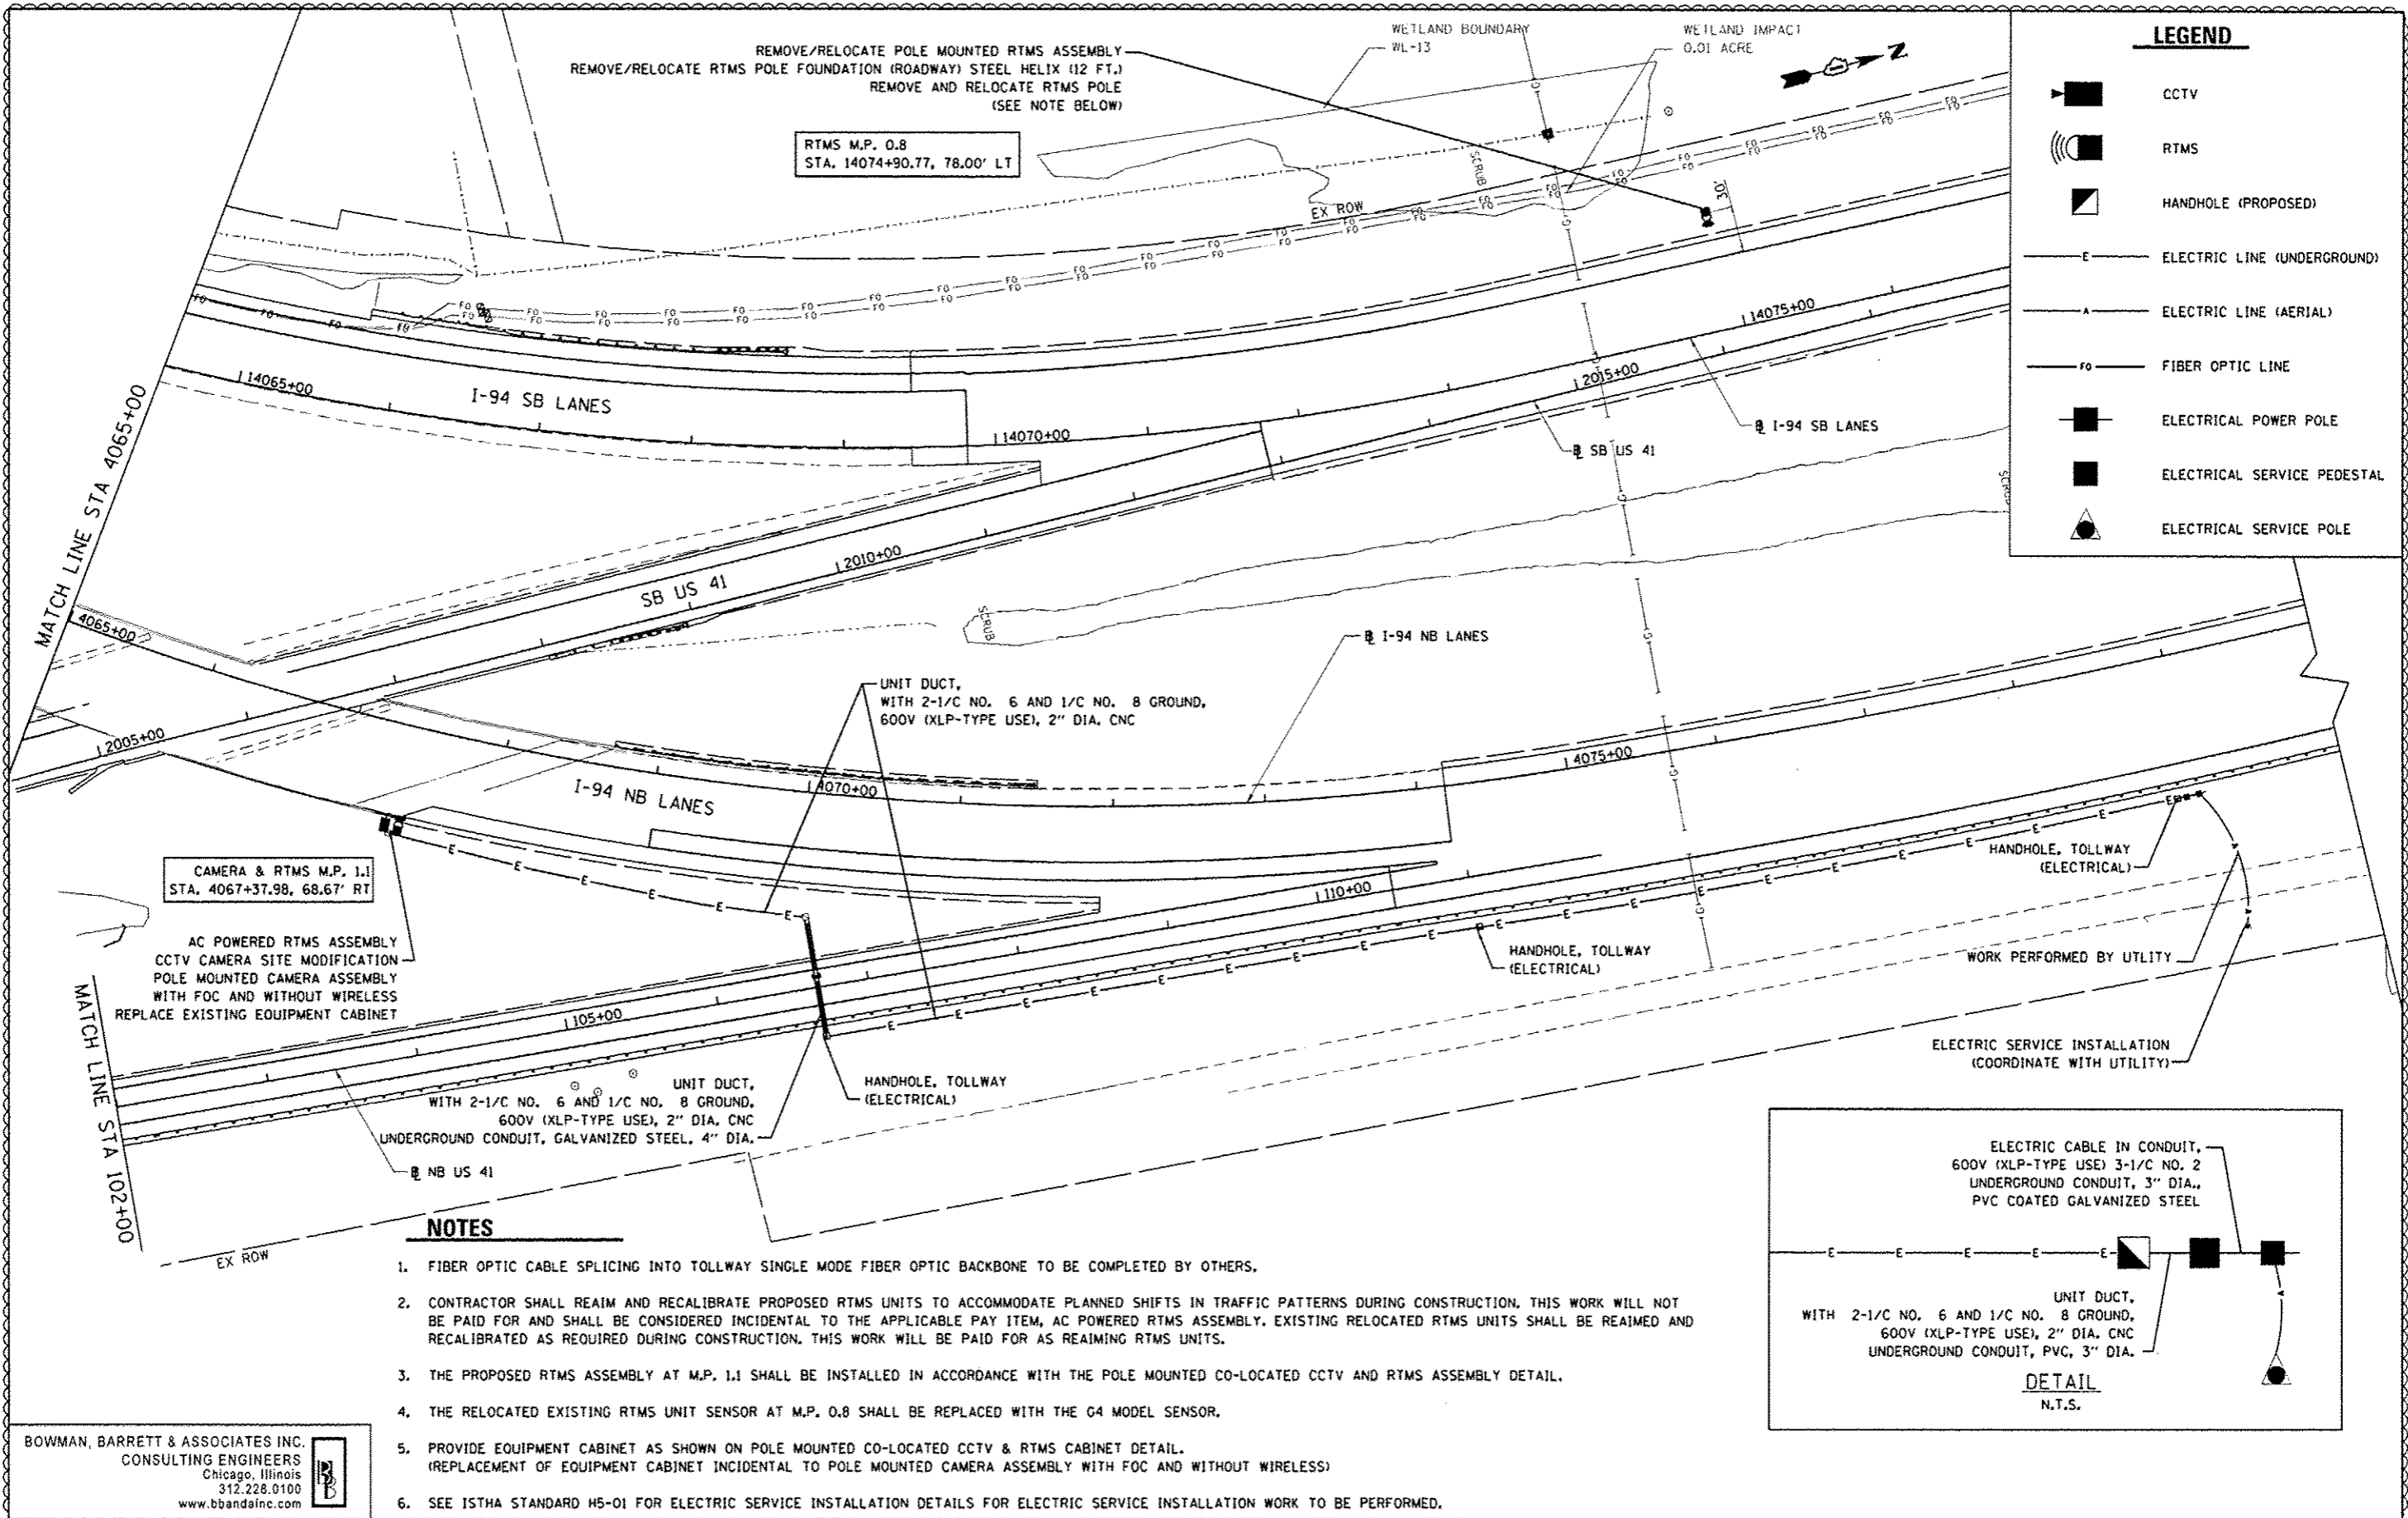 REMOVE/RELOCATE POLE MOUNTED RTMS ASSEMBLY
REMOVE/RELOCATE RTMS POLE FOUNDATION (ROADWAY) STEEL HELIX (12 FT.)
REMOVE AND RELOCATE RTMS POLE
(SEE NOTE BELOW)
RTMS M.P. 0.8
STA. 14074+90.77, 78.00' LT
WETLAND BOUNDARY
WL-13
WETLAND IMPACT
0.01 ACRE
N
LEGEND
CCTV
RTMS
HANDHOLE (PROPOSED)
E ELECTRIC LINE (UNDERGROUND)
A ELECTRIC LINE (AERIAL)
FO FIBER OPTIC LINE
ELECTRICAL POWER POLE
ELECTRICAL SERVICE PEDESTAL
ELECTRICAL SERVICE POLE
SCRUB
EX ROW
30'
MATCH LINE STA 4065+00
14065+00
I-94 SB LANES
14070+00
14075+00
2015+00
℄ I-94 SB LANES
℄ SB US 41
2010+00
SB US 41
SCRUB
4065+00
2005+00
℄ I-94 NB LANES
UNIT DUCT,
WITH 2-1/C NO. 6 AND 1/C NO. 8 GROUND,
600V (XLP-TYPE USE), 2" DIA. CNC
I-94 NB LANES
4070+00
4075+00
CAMERA & RTMS M.P. 1.1
STA. 4067+37.98, 68.67' RT
AC POWERED RTMS ASSEMBLY
CCTV CAMERA SITE MODIFICATION
POLE MOUNTED CAMERA ASSEMBLY
WITH FOC AND WITHOUT WIRELESS
REPLACE EXISTING EQUIPMENT CABINET
MATCH LINE STA 102+00
105+00
110+00
HANDHOLE, TOLLWAY
(ELECTRICAL)
HANDHOLE, TOLLWAY
(ELECTRICAL)
WORK PERFORMED BY UTLITY
ELECTRIC SERVICE INSTALLATION
(COORDINATE WITH UTILITY)
UNIT DUCT,
WITH 2-1/C NO. 6 AND 1/C NO. 8 GROUND,
600V (XLP-TYPE USE), 2" DIA. CNC
UNDERGROUND CONDUIT, GALVANIZED STEEL, 4" DIA.
HANDHOLE, TOLLWAY
(ELECTRICAL)
℄ NB US 41
EX ROW
ELECTRIC CABLE IN CONDUIT,
600V (XLP-TYPE USE) 3-1/C NO. 2
UNDERGROUND CONDUIT, 3" DIA.,
PVC COATED GALVANIZED STEEL
UNIT DUCT,
WITH 2-1/C NO. 6 AND 1/C NO. 8 GROUND,
600V (XLP-TYPE USE), 2" DIA. CNC
UNDERGROUND CONDUIT, PVC, 3" DIA.
DETAIL
N.T.S.
NOTES
1. FIBER OPTIC CABLE SPLICING INTO TOLLWAY SINGLE MODE FIBER OPTIC BACKBONE TO BE COMPLETED BY OTHERS.
2. CONTRACTOR SHALL REAIM AND RECALIBRATE PROPOSED RTMS UNITS TO ACCOMMODATE PLANNED SHIFTS IN TRAFFIC PATTERNS DURING CONSTRUCTION. THIS WORK WILL NOT
BE PAID FOR AND SHALL BE CONSIDERED INCIDENTAL TO THE APPLICABLE PAY ITEM, AC POWERED RTMS ASSEMBLY. EXISTING RELOCATED RTMS UNITS SHALL BE REAIMED AND
RECALIBRATED AS REQUIRED DURING CONSTRUCTION. THIS WORK WILL BE PAID FOR AS REAIMING RTMS UNITS.
3. THE PROPOSED RTMS ASSEMBLY AT M.P. 1.1 SHALL BE INSTALLED IN ACCORDANCE WITH THE POLE MOUNTED CO-LOCATED CCTV AND RTMS ASSEMBLY DETAIL.
4. THE RELOCATED EXISTING RTMS UNIT SENSOR AT M.P. 0.8 SHALL BE REPLACED WITH THE G4 MODEL SENSOR.
5. PROVIDE EQUIPMENT CABINET AS SHOWN ON POLE MOUNTED CO-LOCATED CCTV & RTMS CABINET DETAIL.
(REPLACEMENT OF EQUIPMENT CABINET INCIDENTAL TO POLE MOUNTED CAMERA ASSEMBLY WITH FOC AND WITHOUT WIRELESS)
6. SEE ISTHA STANDARD H5-01 FOR ELECTRIC SERVICE INSTALLATION DETAILS FOR ELECTRIC SERVICE INSTALLATION WORK TO BE PERFORMED.
BOWMAN, BARRETT & ASSOCIATES INC.
CONSULTING ENGINEERS
Chicago, Illinois
312.228.0100
www.bbandainc.com